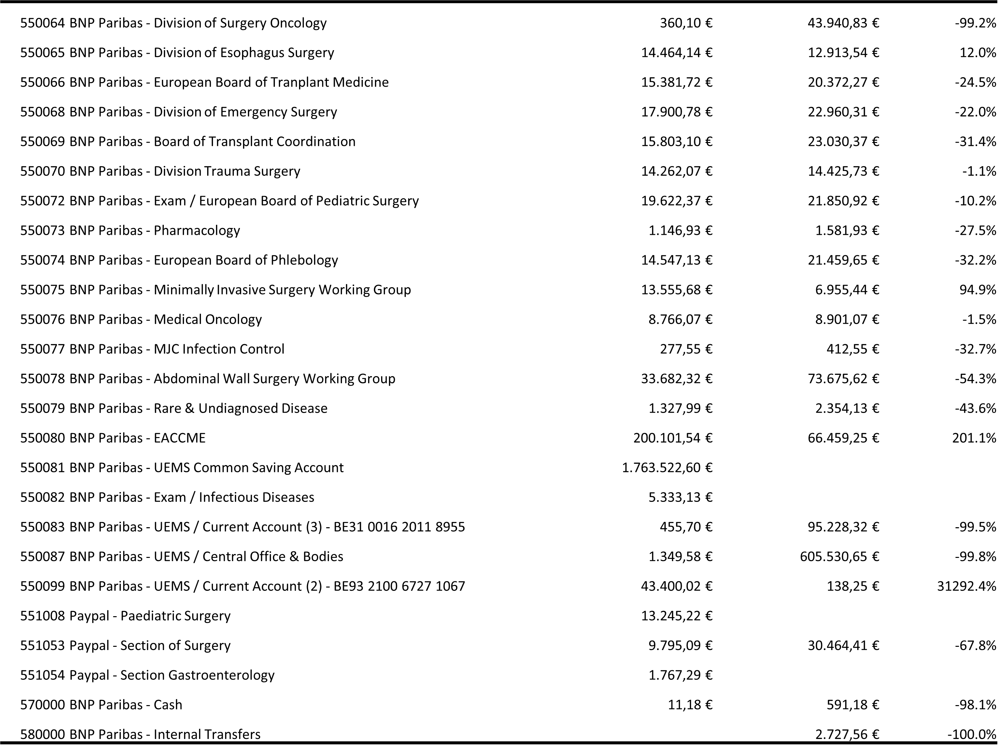 550064 BNP Paribas - Division of Surgery Oncology 360,10 € 43.940,83 € -99.2%
550065 BNP Paribas - Division of Esophagus Surgery 14.464,14 € 12.913,54 € 12.0%
550066 BNP Paribas - European Board of Tranplant Medicine 15.381,72 € 20.372,27 € -24.5%
550068 BNP Paribas - Division of Emergency Surgery 17.900,78 € 22.960,31 € -22.0%
550069 BNP Paribas - Board of Transplant Coordination 15.803,10 € 23.030,37 € -31.4%
550070 BNP Paribas - Division Trauma Surgery 14.262,07 € 14.425,73 € -1.1%
550072 BNP Paribas - Exam / European Board of Pediatric Surgery 19.622,37 € 21.850,92 € -10.2%
550073 BNP Paribas - Pharmacology 1.146,93 € 1.581,93 € -27.5%
550074 BNP Paribas - European Board of Phlebology 14.547,13 € 21.459,65 € -32.2%
550075 BNP Paribas - Minimally Invasive Surgery Working Group 13.555,68 € 6.955,44 € 94.9%
550076 BNP Paribas - Medical Oncology 8.766,07 € 8.901,07 € -1.5%
550077 BNP Paribas - MJC Infection Control 277,55 € 412,55 € -32.7%
550078 BNP Paribas - Abdominal Wall Surgery Working Group 33.682,32 € 73.675,62 € -54.3%
550079 BNP Paribas - Rare & Undiagnosed Disease 1.327,99 € 2.354,13 € -43.6%
550080 BNP Paribas - EACCME 200.101,54 € 66.459,25 € 201.1%
550081 BNP Paribas - UEMS Common Saving Account 1.763.522,60 €
550082 BNP Paribas - Exam / Infectious Diseases 5.333,13 €
550083 BNP Paribas - UEMS / Current Account (3) - BE31 0016 2011 8955 455,70 € 95.228,32 € -99.5%
550087 BNP Paribas - UEMS / Central Office & Bodies 1.349,58 € 605.530,65 € -99.8%
550099 BNP Paribas - UEMS / Current Account (2) - BE93 2100 6727 1067 43.400,02 € 138,25 € 31292.4%
551008 Paypal - Paediatric Surgery 13.245,22 €
551053 Paypal - Section of Surgery 9.795,09 € 30.464,41 € -67.8%
551054 Paypal - Section Gastroenterology 1.767,29 €
570000 BNP Paribas - Cash 11,18 € 591,18 € -98.1%
580000 BNP Paribas - Internal Transfers 2.727,56 € -100.0%